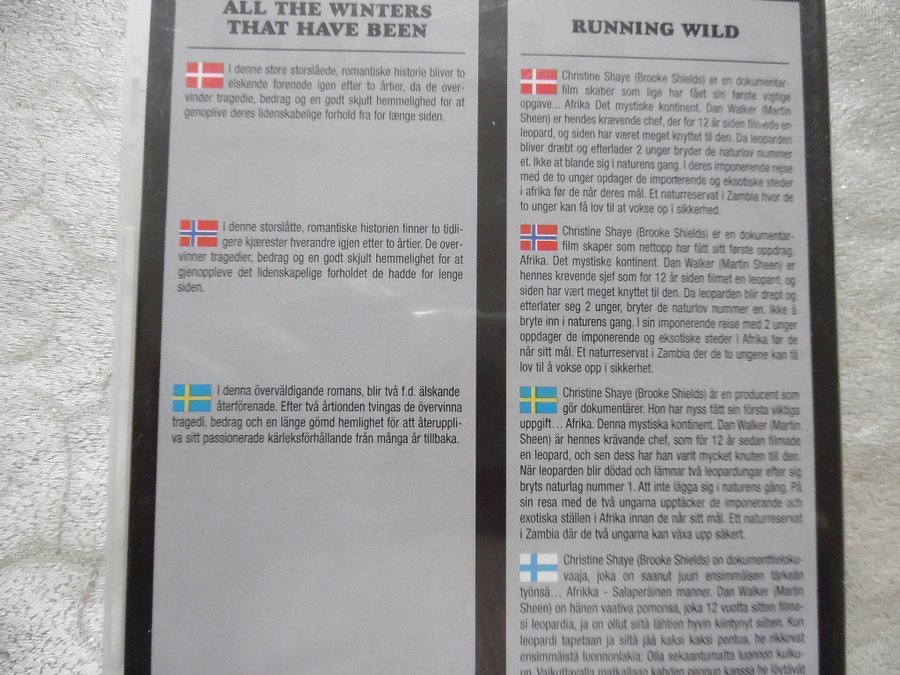 ALL THE WINTERS
THAT HAVE BEEN
I denne store storslåede, romantiske historie bliver to
elskende forenede igen efter to årtier, da de over-
vinder tragedie, bedrag og en godt skjult hemmelighed for at
genoplive deres lidenskabelige forhold fra for længe siden.
I denne storslåtte, romantiske historien finner to tidli-
gere kjærester hverandre igjen etter to årtier. De over-
vinner tragedier, bedrag og en godt skjult hemmelighet for at
gjenoppleve det lidenskapelige forholdet de hadde for lenge
siden.
I denna överväldigande romans, blir två f.d. älskande
återförenade. Efter två årtionden tvingas de övervinna
tragedi, bedrag och en länge gömd hemlighet för att återuppli-
va sitt passionerade kärleksförhållande från många år tillbaka.
RUNNING WILD
Christine Shaye (Brooke Shields) er en dokumentar-
film skaber som lige har fået sin første vigtige
opgave... Afrika Det mystiske kontinent. Dan Walker (Martin
Sheen) er hendes krævende chef, der for 12 år siden filmede en
leopard, og siden har været meget knyttet til den. Da leoparden
bliver dræbt og efterlader 2 unger bryder de naturlov nummer
et. Ikke at blande sig i naturens gang. I deres imponerende rejse
med de to unger opdager de imponerende og eksotiske steder
i afrika før de når deres mål. Et naturreservat i Zambia hvor de
to unger kan få lov til at vokse op i sikkerhed.
Christine Shaye (Brooke Shields) er en dokumentar-
film skaper som nettopp har fått sitt første oppdrag.
Afrika. Det mystiske kontinent. Dan Walker (Martin Sheen) er
hennes krevende sjef som for 12 år siden filmet en leopard, og
siden har vært meget knyttet til den. Da leoparden blir drept og
etterlater seg 2 unger, bryter de naturlov nummer en. Ikke å
bryte inn i naturens gang. I sin imponerende reise med 2 unger
oppdager de imponerende og eksotiske steder i Afrika før de
når sitt mål. Et naturreservat i Zambia der de to ungene kan få
lov til å vokse opp i sikkerhet.
Christine Shaye (Brooke Shields) är en producent som
gör dokumentärer. Hon har nyss fått sin första viktiga
uppgift... Afrika. Denna mystiska kontinent. Dan Walker (Martin
Sheen) är hennes krävande chef, som för 12 år sedan filmade
en leopard, och sen dess har han varit mycket knuten till den.
När leoparden blir dödad och lämnar två leopardungar efter sig
bryts naturlag nummer 1. Att inte lägga sig i naturens gång. På
sin resa med de två ungarna upptäcker de imponerande och
exotiska ställen i Afrika innan de når sitt mål. Ett naturreservat
i Zambia där de två ungarna kan växa upp säkert.
Christine Shaye (Brooke Shields) on dokumenttieloku-
vaaja, joka on saanut juuri ensimmäisen tärkeän
työnsä... Afrikka - Salaperäinen manner. Dan Walker (Martin
Sheen) on hänen vaativa pomonsa, joka 12 vuotta sitten filma-
si leopardia, ja on ollut siitä lähtien hyvin kiintynyt siihen. Kun
leopardi tapetaan ja siltä jää kaksi kaksi pentua, he rikkovat
ensimmäistä luonnonlakia: Olla sekaantumatta luonnon kulku-
un. Vaikuttavalla matkallaan kahden pennun kanssa he löytävät